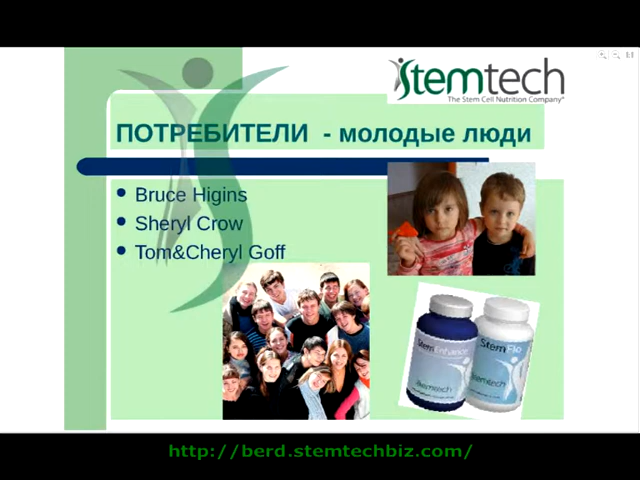 Stemtech
The Stem Cell Nutrition Company®
ПОТРЕБИТЕЛИ - молодые люди
Bruce Higins
Sheryl Crow
Tom&Cheryl Goff
StemEnhance
StemFlo
stemtech
stemtech
http://berd.stemtechbiz.com/